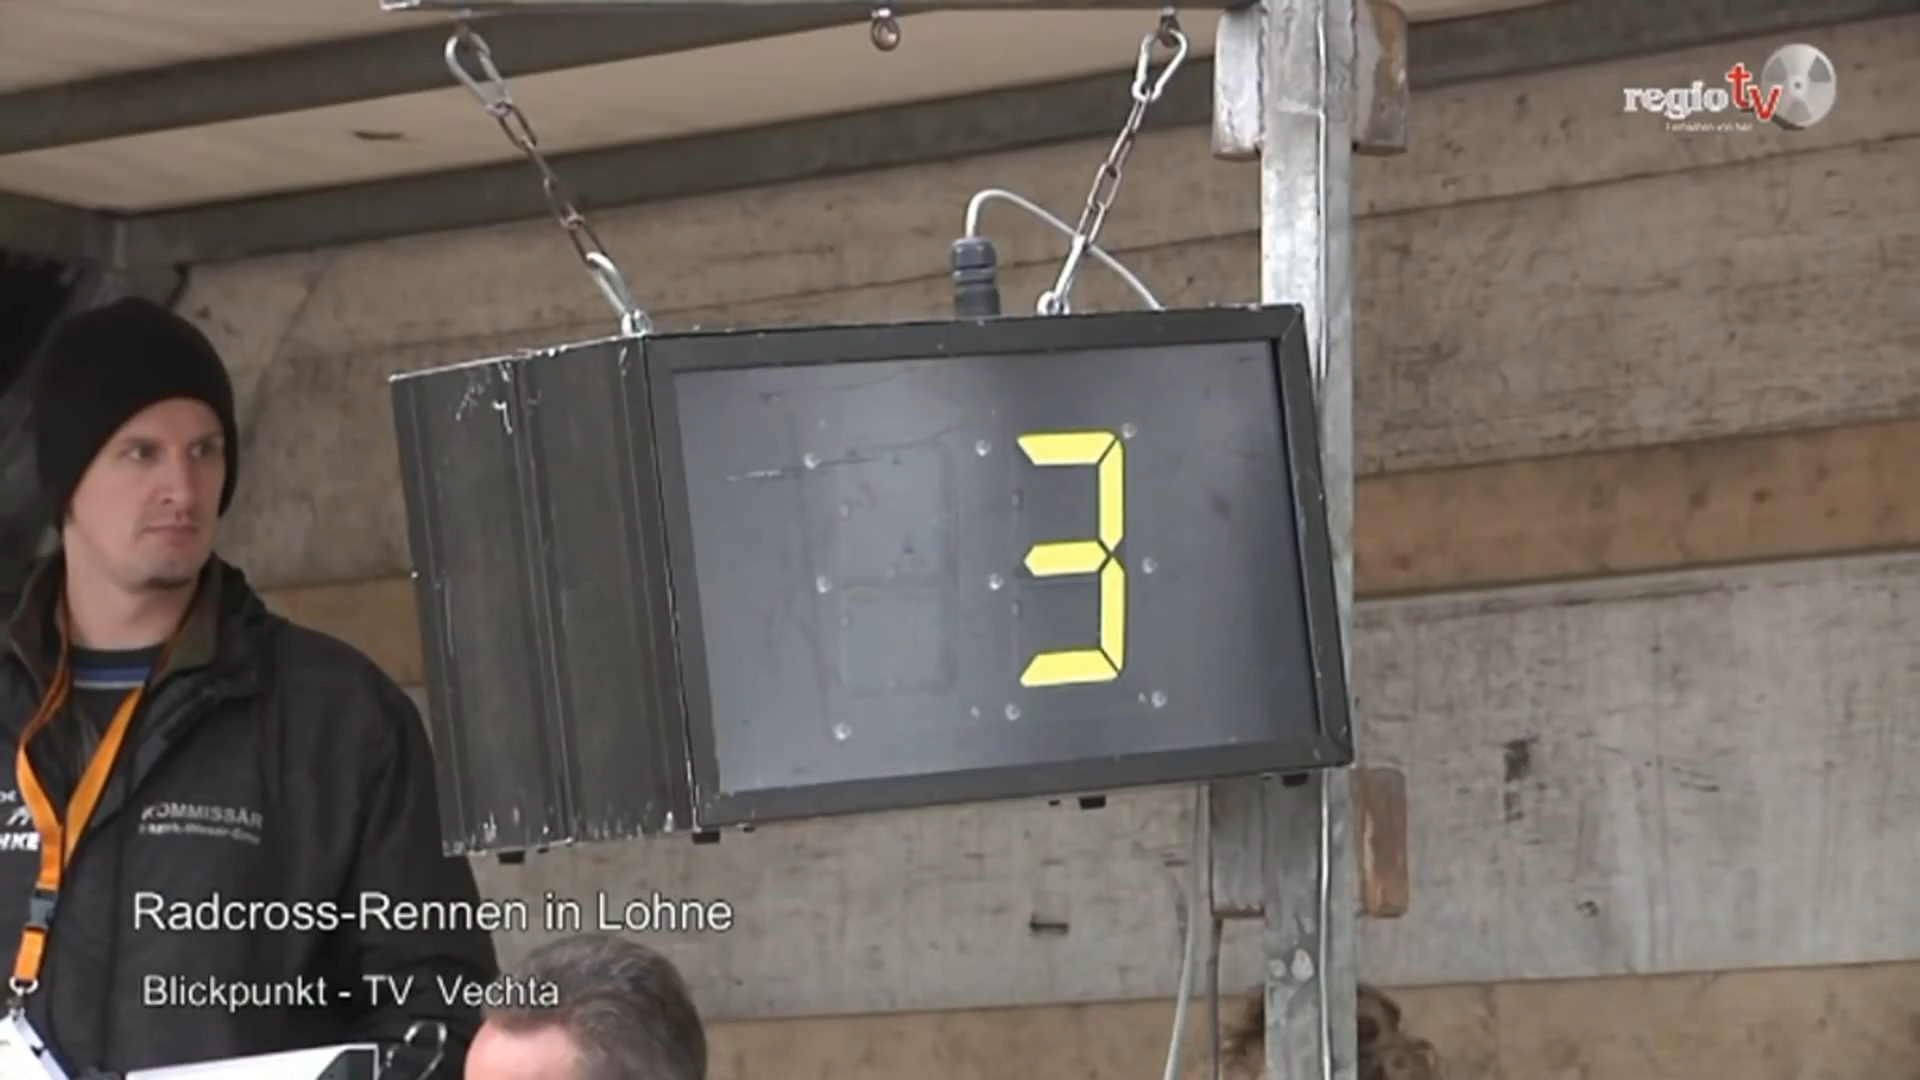 regio tv
3
KOMMISSÄR
Radcross-Rennen in Lohne
Blickpunkt - TV Vechta